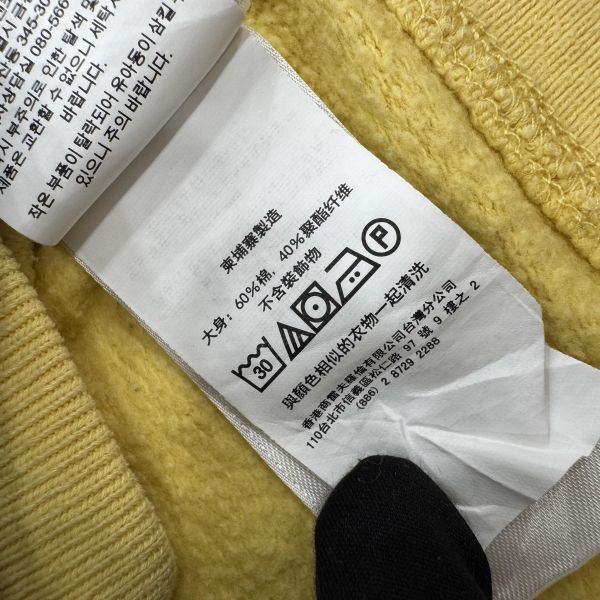 345-30
080-566
인한 탈색 및
없으니 세탁시
바랍니다.
시 부주의로
제품은 교환할 수
작은 부품이 탈락되어 유아동이 삼킬 수
있으니 주의 바랍니다.
柬埔寨製造
大身：60%棉，40%聚酯纤维
不含裝飾物
30
P
與顏色相似的衣物一起清洗
香港商雷夫羅倫有限公司台灣分公司
110台北市信義區松仁路 97 號 9 樓之 2
(886) 2 8729 2288